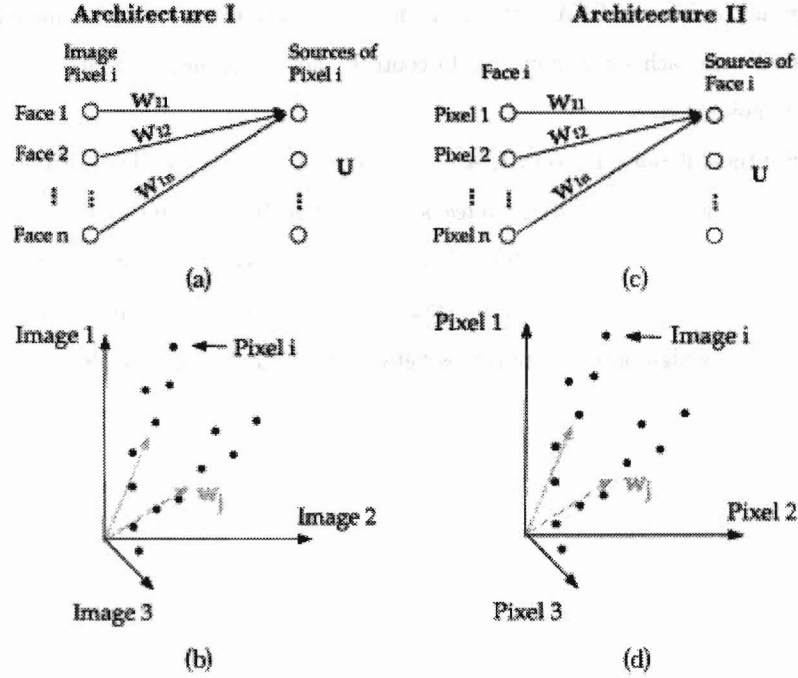 Architecture I
Image Pixel i
Sources of Pixel i
Face 1
W11
Face 2
W12
W1n
U
Face n
(a)
Architecture II
Face i
Sources of Face i
Pixel 1
W11
Pixel 2
W12
W1n
U
Pixel n
(c)
Image 1
Pixel i
wj
Image 2
Image 3
(b)
Pixel 1
Image i
wj
Pixel 2
Pixel 3
(d)